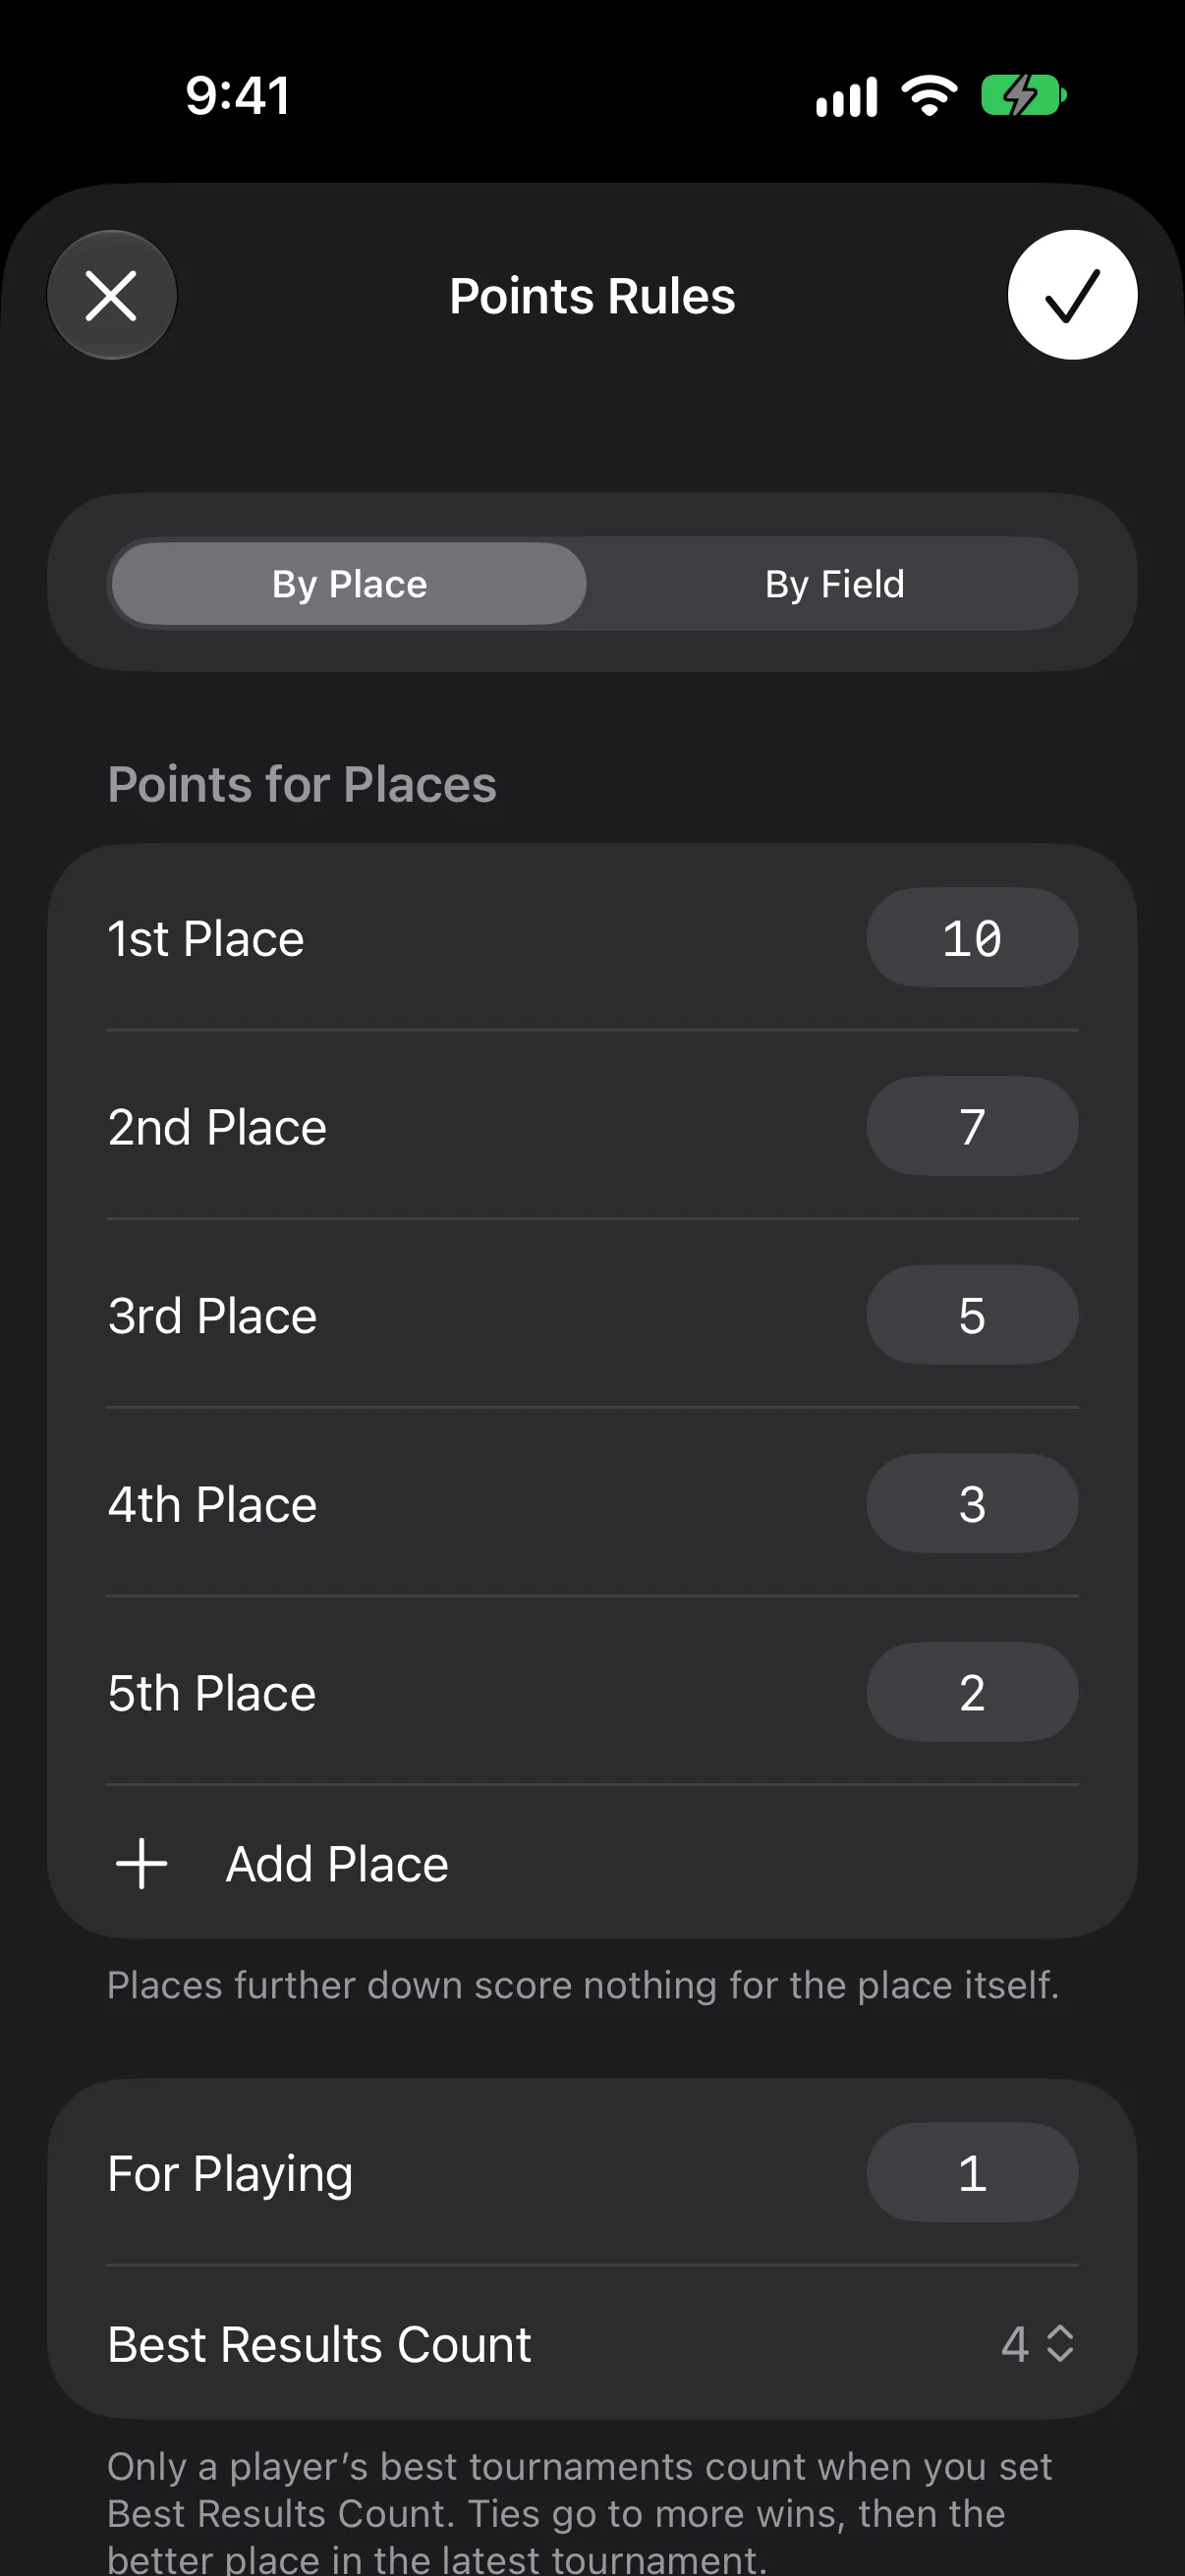 9:41
Points Rules
By Place
By Field
Points for Places
1st Place
10
2nd Place
7
3rd Place
5
4th Place
3
5th Place
2
Add Place
Places further down score nothing for the place itself.
For Playing
1
Best Results Count
4
Only a player’s best tournaments count when you set
Best Results Count. Ties go to more wins, then the
better place in the latest tournament.